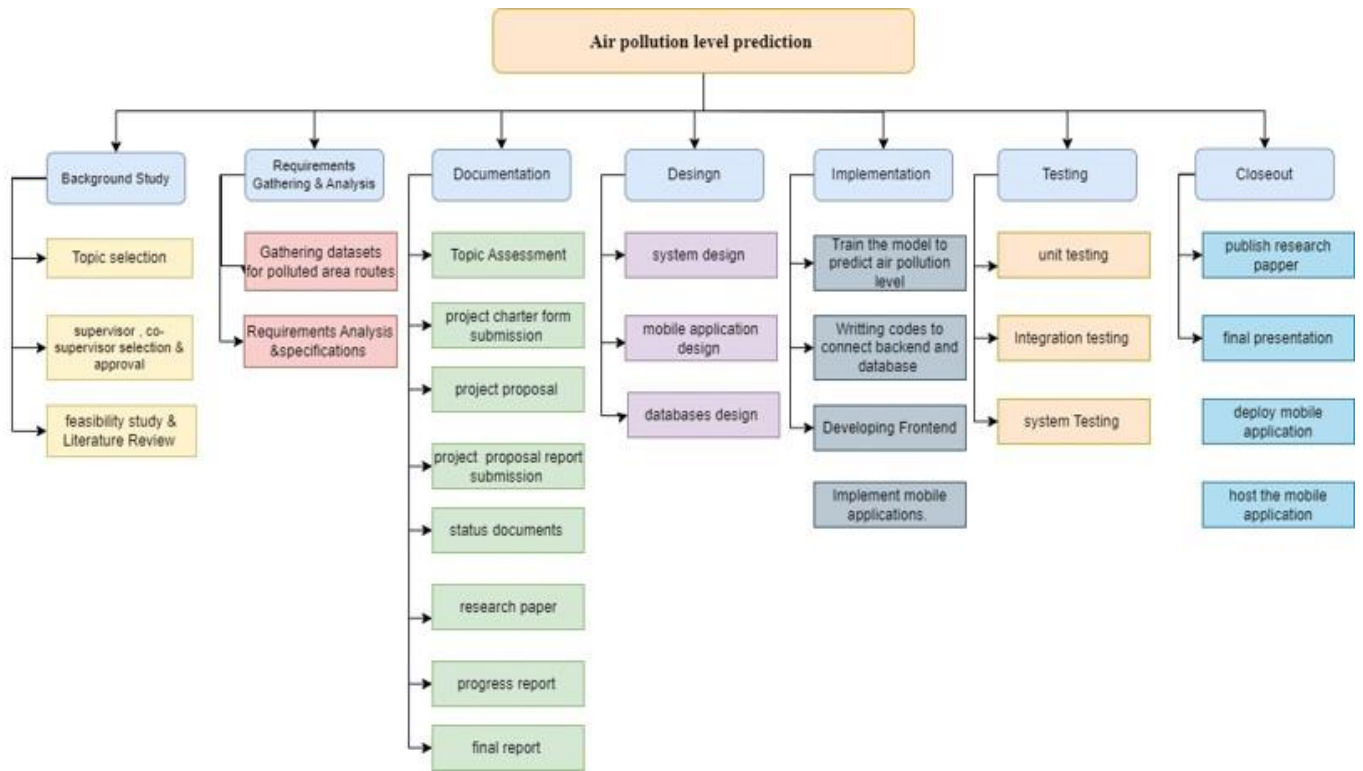 Air pollution level prediction
Background Study
Requirements
Gathering & Analysis
Documentation
Desingn
Implementation
Testing
Closeout
Topic selection
supervisor , co-
supervisor selection &
approval
feasibility study &
Literature Review
Gathering datasets
for polluted area routes
Requirements Analysis
&specifications
Topic Assessment
project charter form
submission
project proposal
project proposal report
submission
status documents
research paper
progress report
final report
system design
mobile application
design
databases design
Train the model to
predict air pollution
level
Writting codes to
connect backend and
database
Developing Frontend
Implement mobile
applications.
unit testing
Integration testing
system Testing
publish research
papper
final presentation
deploy mobile
application
host the mobile
application